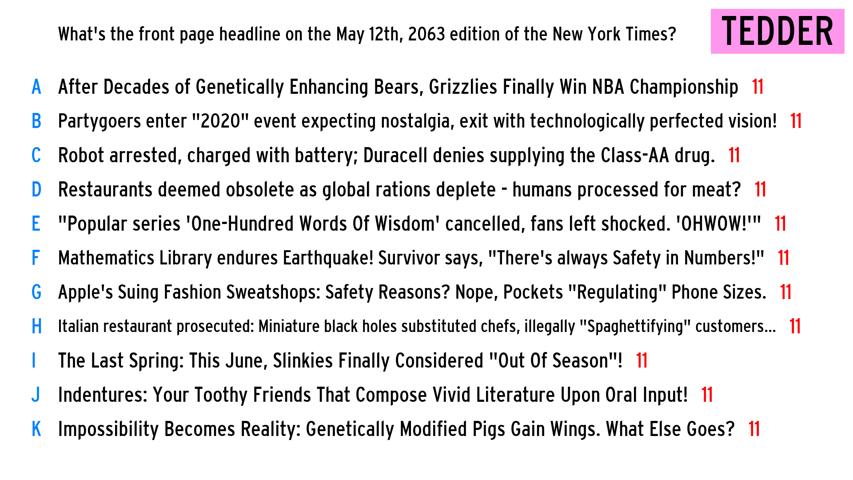 What's the front page headline on the May 12th, 2063 edition of the New York Times?
TEDDER
A After Decades of Genetically Enhancing Bears, Grizzlies Finally Win NBA Championship 11
B Partygoers enter "2020" event expecting nostalgia, exit with technologically perfected vision! 11
C Robot arrested, charged with battery; Duracell denies supplying the Class-AA drug. 11
D Restaurants deemed obsolete as global rations deplete - humans processed for meat? 11
E "Popular series 'One-Hundred Words Of Wisdom' cancelled, fans left shocked. 'OHWOW!'" 11
F Mathematics Library endures Earthquake! Survivor says, "There's always Safety in Numbers!" 11
G Apple's Suing Fashion Sweatshops: Safety Reasons? Nope, Pockets "Regulating" Phone Sizes. 11
H Italian restaurant prosecuted: Miniature black holes substituted chefs, illegally "Spaghettifying" customers... 11
I The Last Spring: This June, Slinkies Finally Considered "Out Of Season"! 11
J Indentures: Your Toothy Friends That Compose Vivid Literature Upon Oral Input! 11
K Impossibility Becomes Reality: Genetically Modified Pigs Gain Wings. What Else Goes? 11